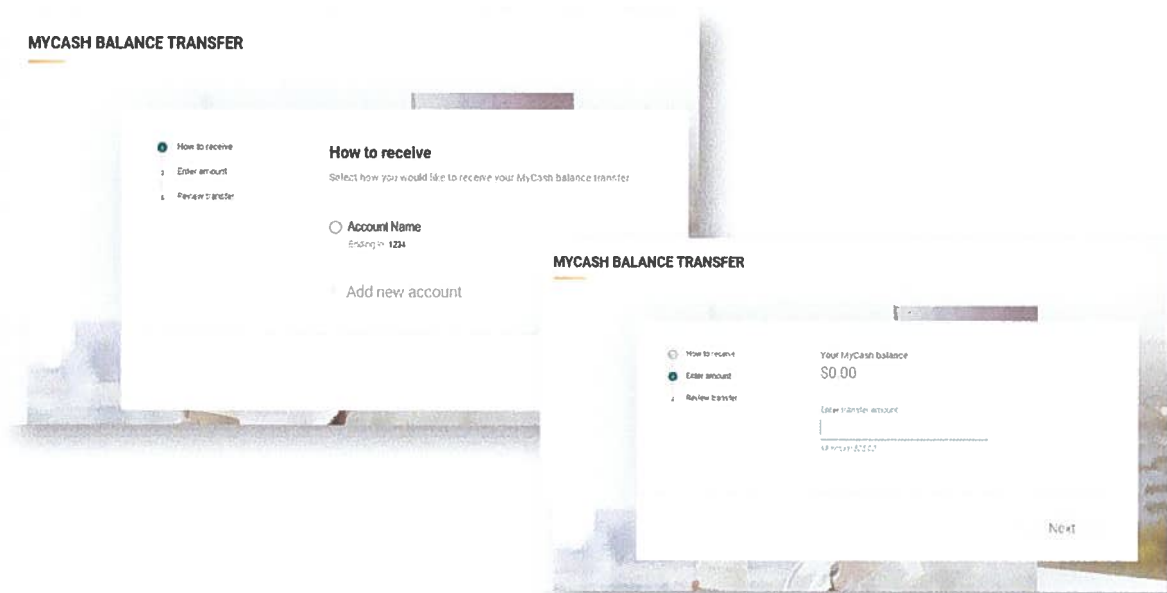 MYCASH BALANCE TRANSFER
1 How to receive
Enter amount
Review transfer
How to receive
Select how you would like to receive your MyCash balance transfer
Account Name
Ending in 1234
Add new account
MYCASH BALANCE TRANSFER
How to receive
Enter amount
Review transfer
Your MyCash balance
$0.00
Enter transfer amount
Next